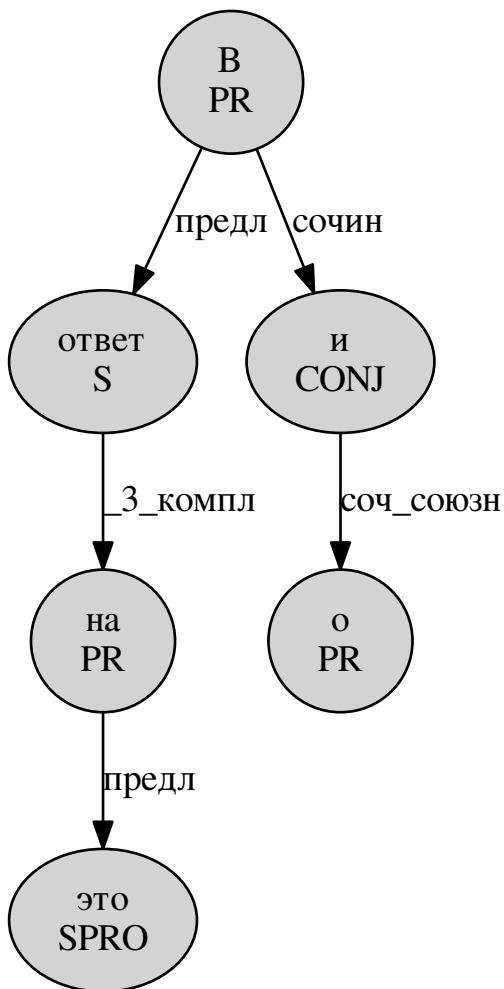 В
PR
предл сочин
ответ
S
и
CONJ
_3_компл
соч_союзн
на
PR
о
PR
предл
это
SPRO